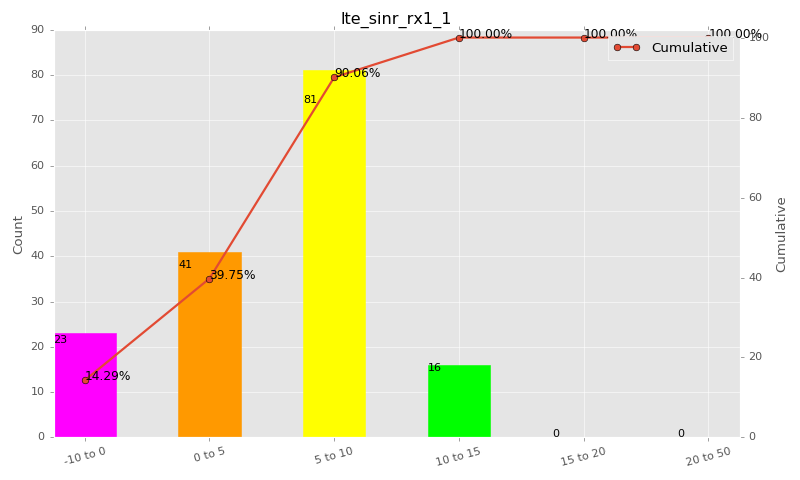 lte_sinr_rx1_1
90
80
70
60
50
40
30
20
10
0
Count
100
80
60
40
20
0
Cumulative
Cumulative
23
41
81
16
0
0
14.29%
39.75%
90.06%
100.00%
100.00%
100.00%
-10 to 0
0 to 5
5 to 10
10 to 15
15 to 20
20 to 50